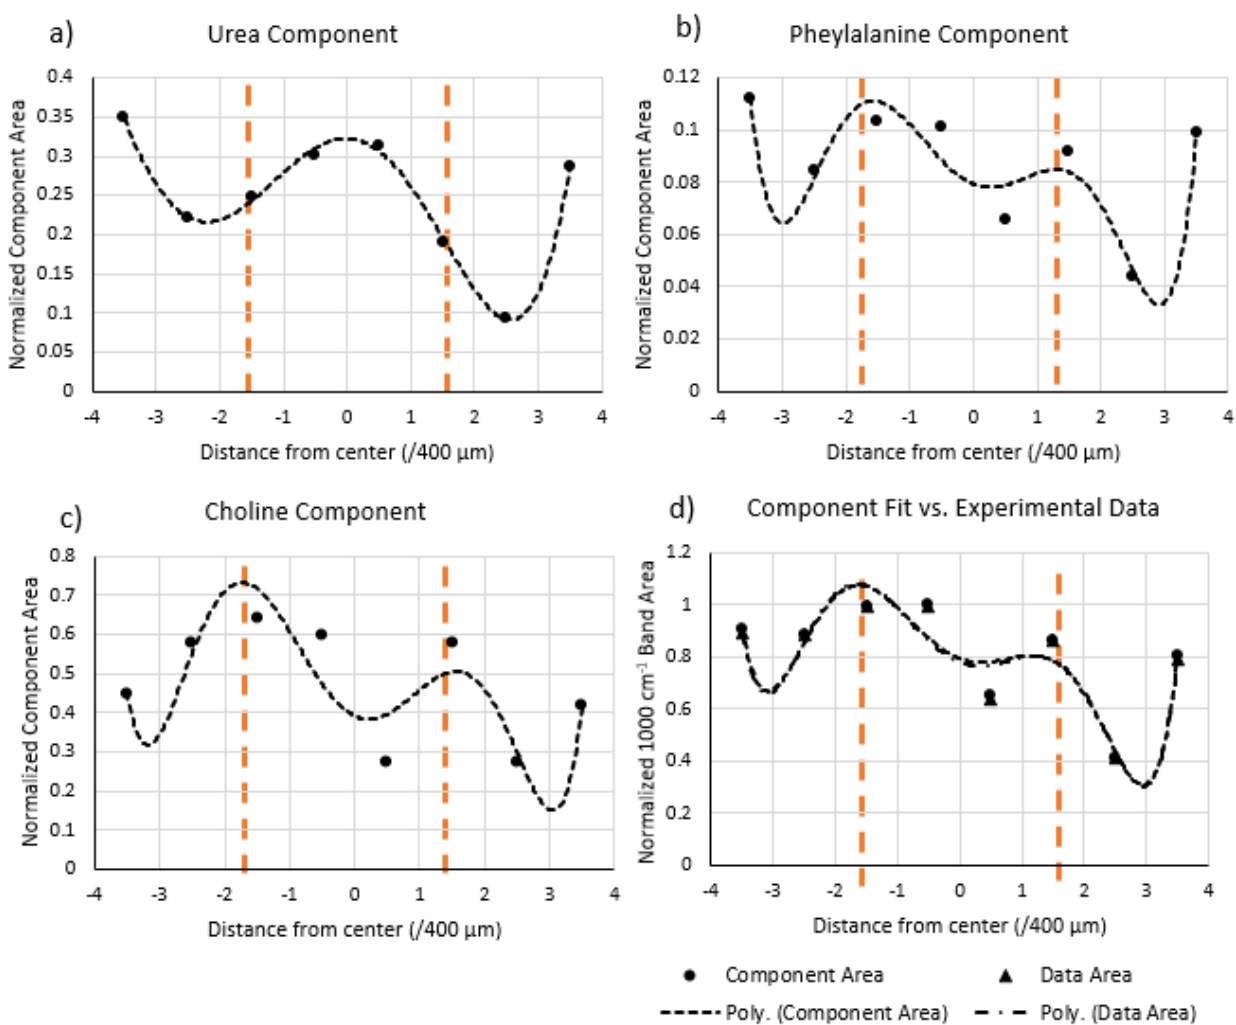 a)
Urea Component
Normalized Component Area
0.4
0.35
0.3
0.25
0.2
0.15
0.1
0.05
0
-4 -3 -2 -1 0 1 2 3 4
Distance from center (/400 μm)
b)
Pheylalanine Component
Normalized Component Area
0.12
0.1
0.08
0.06
0.04
0.02
0
-4 -3 -2 -1 0 1 2 3 4
Distance from center (/400 μm)
c)
Choline Component
Normalized Component Area
0.8
0.7
0.6
0.5
0.4
0.3
0.2
0.1
0
-4 -3 -2 -1 0 1 2 3 4
Distance from center (/400 μm)
d)
Component Fit vs. Experimental Data
Normalized 1000 cm⁻¹ Band Area
1.2
1
0.8
0.6
0.4
0.2
0
-4 -3 -2 -1 0 1 2 3 4
Distance from center (/400 μm)
Component Area
Data Area
Poly. (Component Area)
Poly. (Data Area)